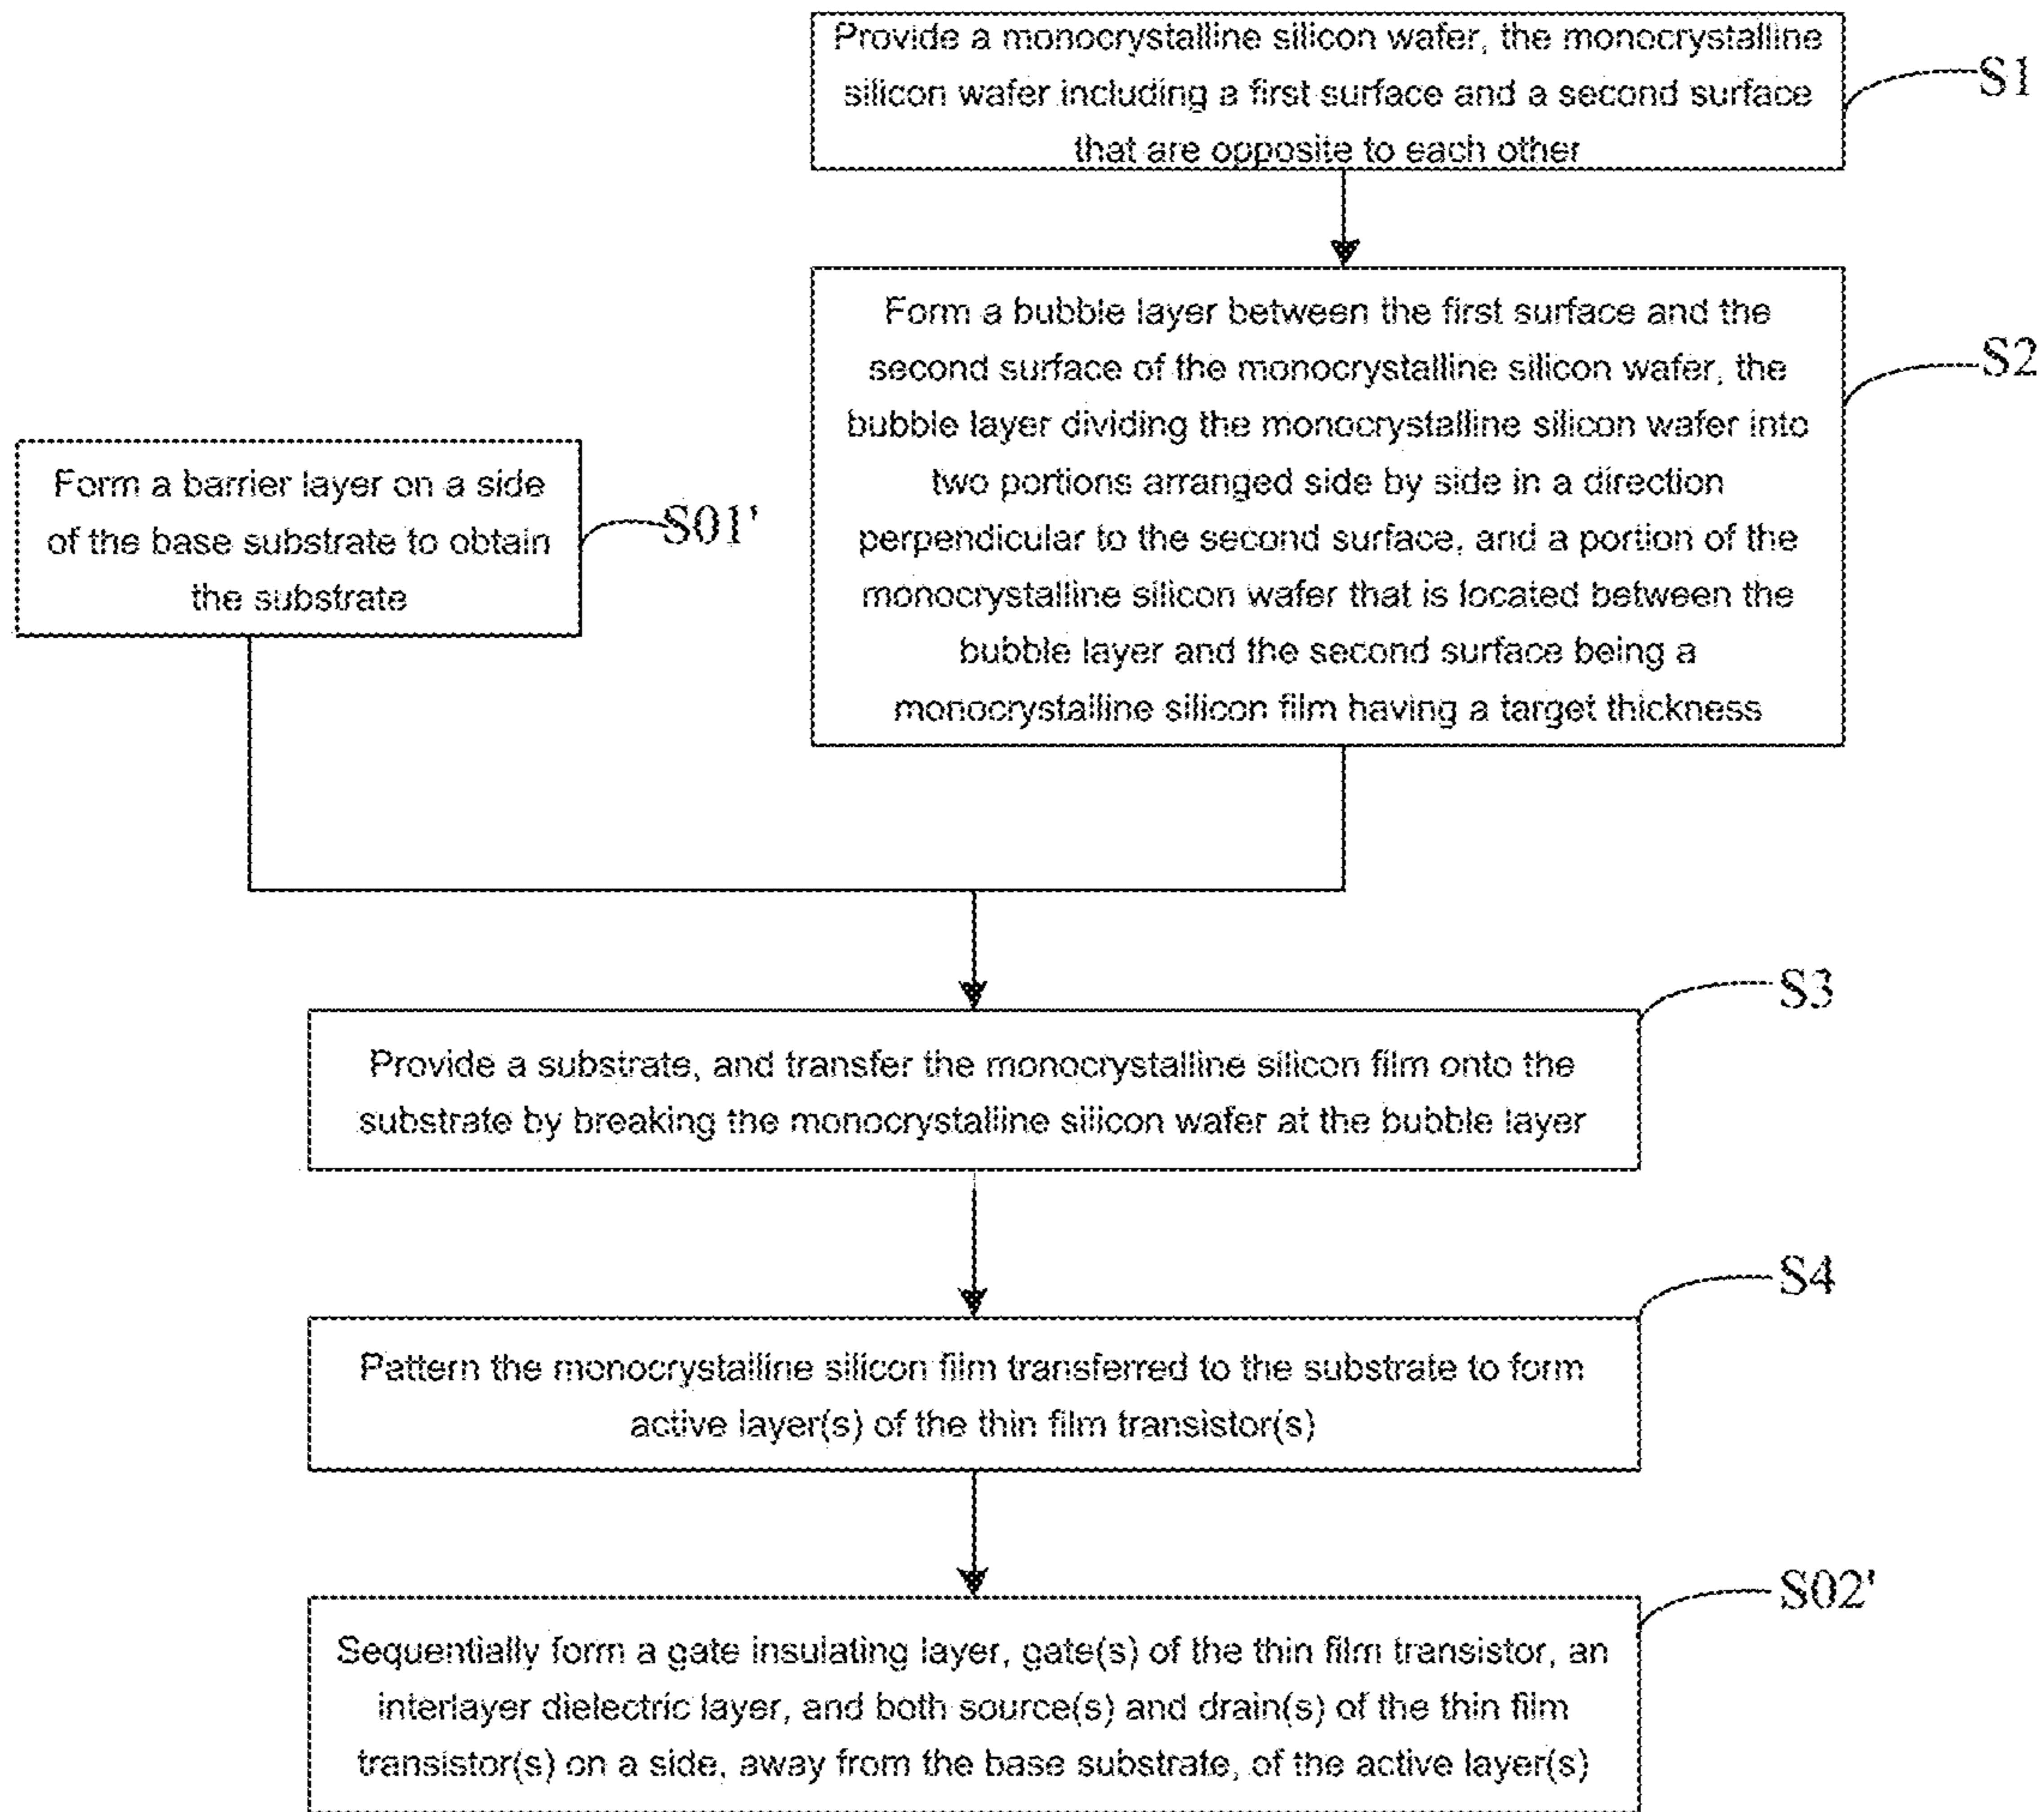 Provide a monocrystalline silicon wafer, the monocrystalline
silicon wafer including a first surface and a second surface
that are opposite to each other
S1
Form a bubble layer between the first surface and the
second surface of the monocrystalline silicon wafer, the
bubble layer dividing the monocrystalline silicon wafer into
two portions arranged side by side in a direction
perpendicular to the second surface, and a portion of the
monocrystalline silicon wafer that is located between the
bubble layer and the second surface being a
monocrystalline silicon film having a target thickness
S2
Form a barrier layer on a side
of the base substrate to obtain
the substrate
S01'
Provide a substrate, and transfer the monocrystalline silicon film onto the
substrate by breaking the monocrystalline silicon wafer at the bubble layer
S3
Pattern the monocrystalline silicon film transferred to the substrate to form
active layer(s) of the thin film transistor(s)
S4
Sequentially form a gate insulating layer, gate(s) of the thin film transistor, an
interlayer dielectric layer, and both source(s) and drain(s) of the thin film
transistor(s) on a side, away from the base substrate, of the active layer(s)
S02'